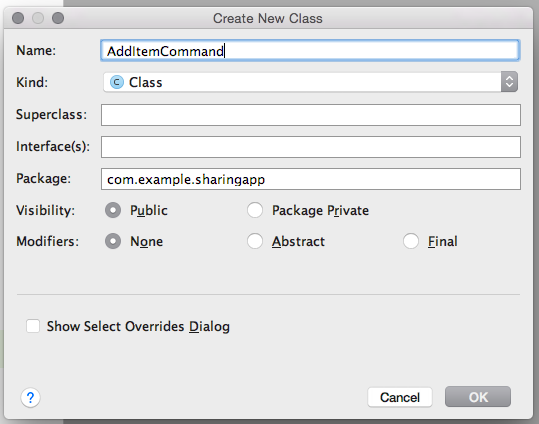 Create New Class
Name: AddItemCommand
Kind: C Class
Superclass:
Interface(s):
Package: com.example.sharingapp
Visibility: Public Package Private
Modifiers: None Abstract Final
Show Select Overrides Dialog
? Cancel OK